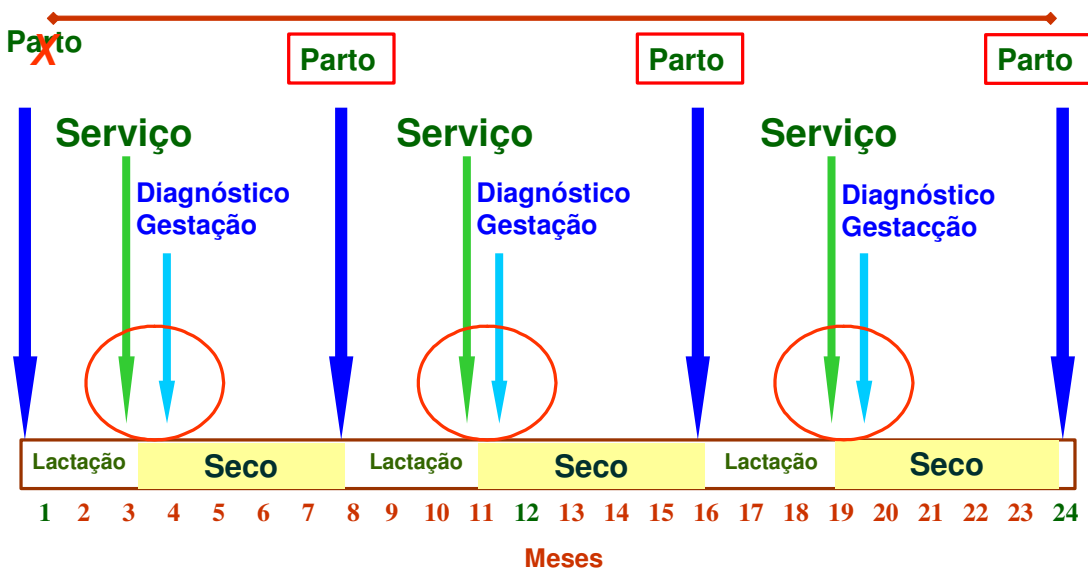 Parto
X
Parto
Parto
Parto
Serviço
Serviço
Serviço
Diagnóstico
Gestação
Diagnóstico
Gestação
Diagnóstico
Gestacção
Lactação
Seco
Lactação
Seco
Lactação
Seco
1 2 3 4 5 6 7 8 9 10 11 12 13 14 15 16 17 18 19 20 21 22 23 24
Meses